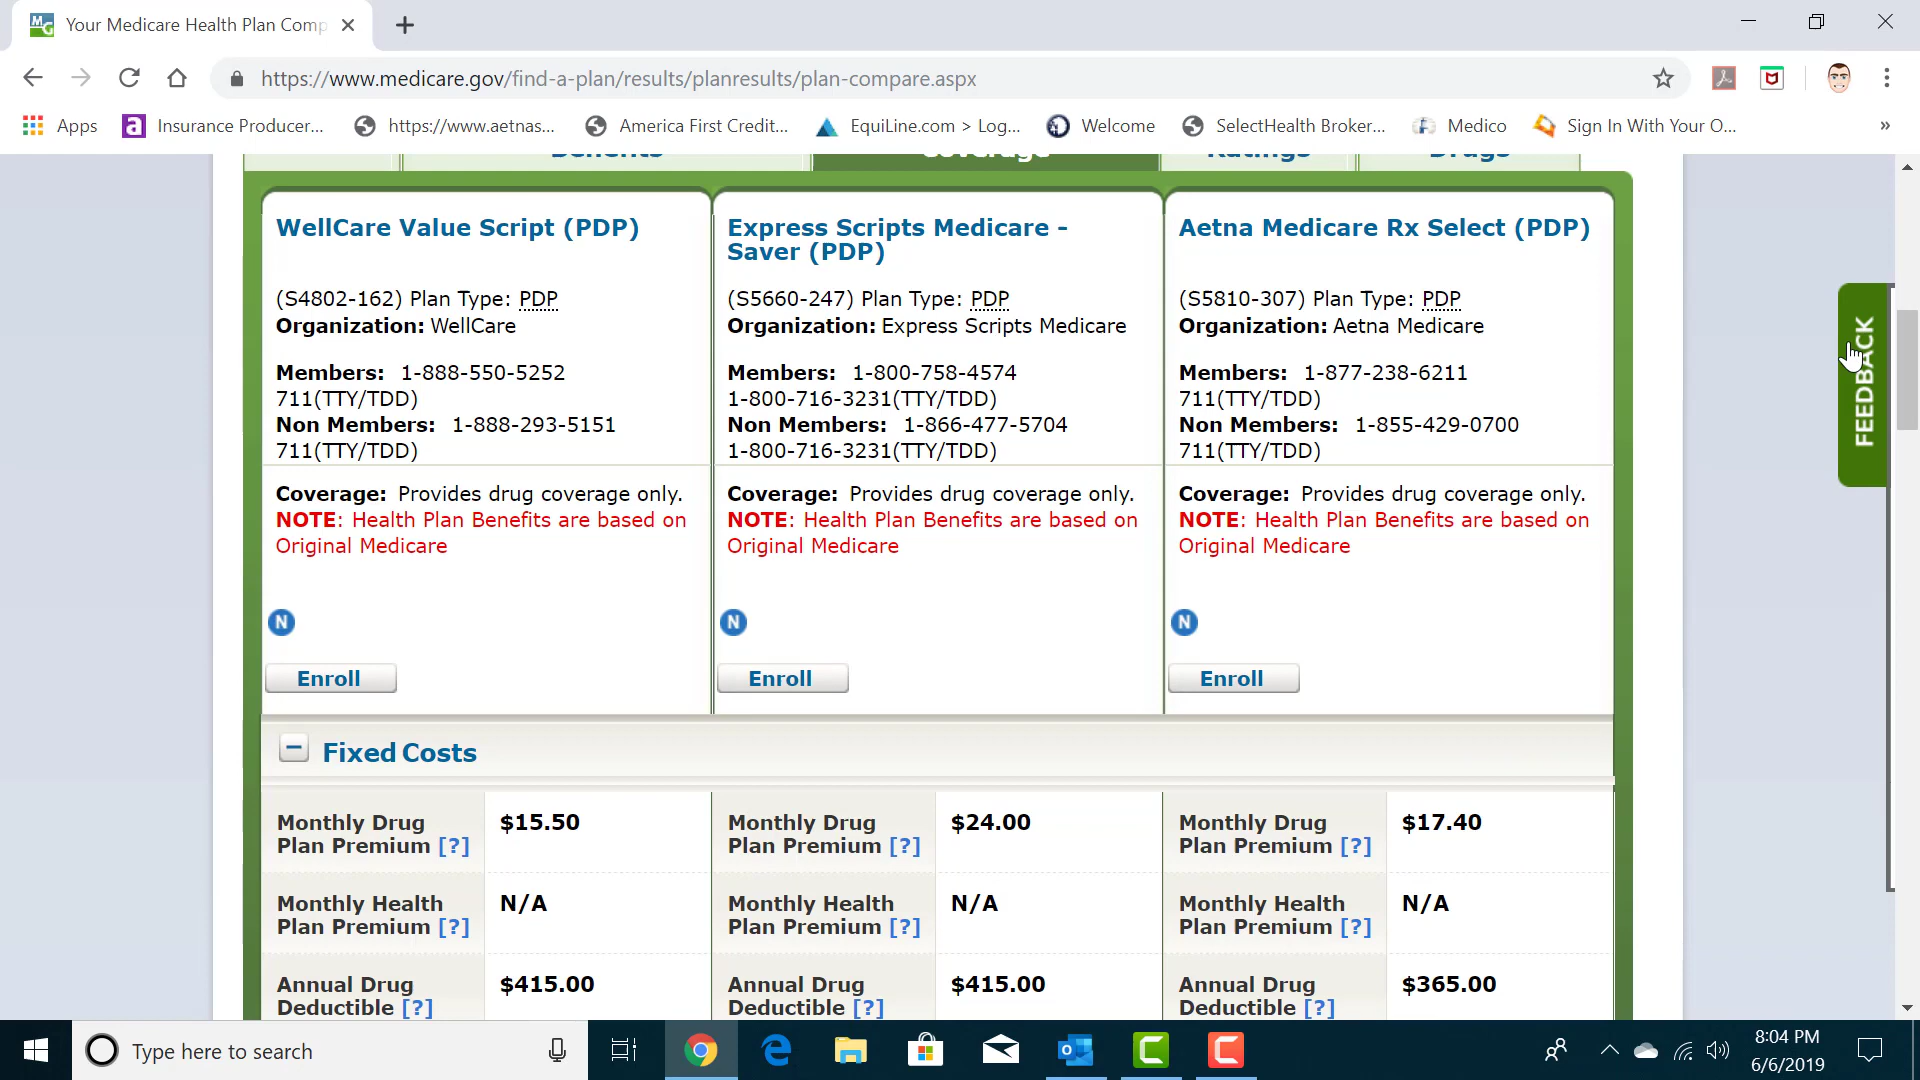 Your Medicare Health Plan Comp
https://www.medicare.gov/find-a-plan/results/planresults/plan-compare.aspx
Apps
Insurance Producer...
https://www.aetnas...
America First Credit...
EquiLine.com > Log...
Welcome
SelectHealth Broker...
Medico
Sign In With Your O...
»
Benefits
Coverage
Ratings
Drugs
WellCare Value Script (PDP)
(S4802-162) Plan Type: PDP
Organization: WellCare
Members: 1-888-550-5252
711(TTY/TDD)
Non Members: 1-888-293-5151
711(TTY/TDD)
Coverage: Provides drug coverage only.
NOTE: Health Plan Benefits are based on
Original Medicare
N
Enroll
Express Scripts Medicare -
Saver (PDP)
(S5660-247) Plan Type: PDP
Organization: Express Scripts Medicare
Members: 1-800-758-4574
1-800-716-3231(TTY/TDD)
Non Members: 1-866-477-5704
1-800-716-3231(TTY/TDD)
Coverage: Provides drug coverage only.
NOTE: Health Plan Benefits are based on
Original Medicare
N
Enroll
Aetna Medicare Rx Select (PDP)
(S5810-307) Plan Type: PDP
Organization: Aetna Medicare
Members: 1-877-238-6211
711(TTY/TDD)
Non Members: 1-855-429-0700
711(TTY/TDD)
Coverage: Provides drug coverage only.
NOTE: Health Plan Benefits are based on
Original Medicare
N
Enroll
FEEDBACK
Fixed Costs
Monthly Drug
Plan Premium [?]
$15.50
Monthly Drug
Plan Premium [?]
$24.00
Monthly Drug
Plan Premium [?]
$17.40
Monthly Health
Plan Premium [?]
N/A
Monthly Health
Plan Premium [?]
N/A
Monthly Health
Plan Premium [?]
N/A
Annual Drug
Deductible [?]
$415.00
Annual Drug
Deductible [?]
$415.00
Annual Drug
Deductible [?]
$365.00
Type here to search
8:04 PM
6/6/2019